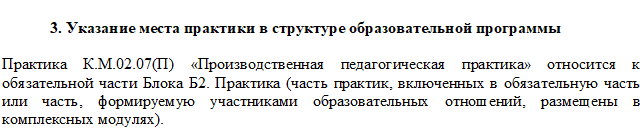 3. Указание места практики в структуре образовательной программы
Практика К.М.02.07(П) «Производственная педагогическая практика» относится к
обязательной части Блока Б2. Практика (часть практик, включенных в обязательную часть
или часть, формируемую участниками образовательных отношений, размещены в
комплексных модулях).